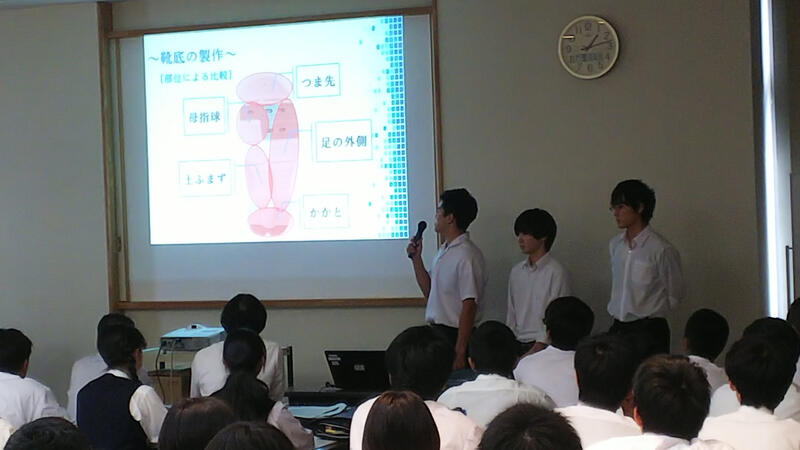 ～靴底の製作～
［部位による比較］
つま先
母指球
足の外側
土ふまず
かかと